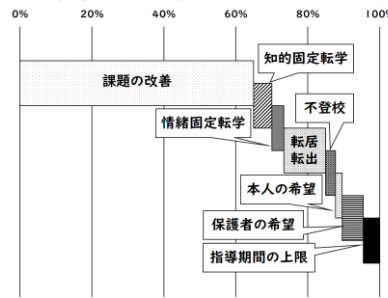 0% 20% 40% 60% 80% 100%
知的固定転学
課題の改善
不登校
情緒固定転学
転居
転出
本人の希望
保護者の希望
指導期間の上限